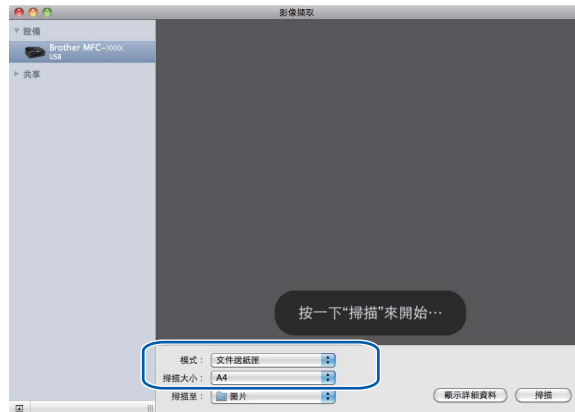 影像擷取
▼ 設備
Brother MFC-XXXX
USB
▶ 共享
按一下“掃描”來開始…
模式： 文件送紙匣
掃描大小： A4
掃描至： 圖片
顯示詳細資料 掃描